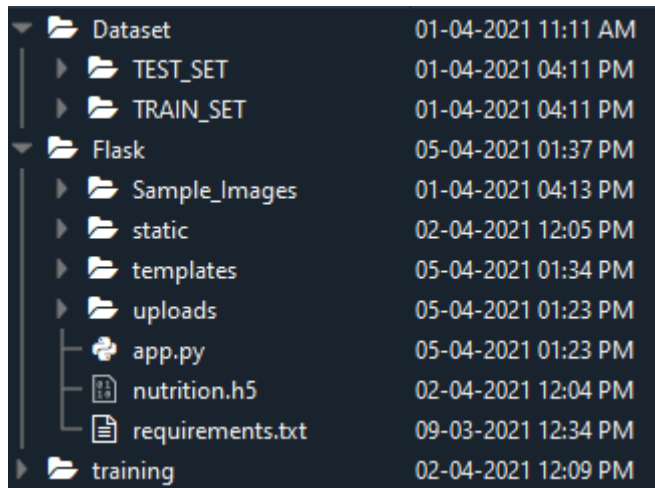 Dataset 01-04-2021 11:11 AM
TEST_SET 01-04-2021 04:11 PM
TRAIN_SET 01-04-2021 04:11 PM
Flask 05-04-2021 01:37 PM
Sample_Images 01-04-2021 04:13 PM
static 02-04-2021 12:05 PM
templates 05-04-2021 01:34 PM
uploads 05-04-2021 01:23 PM
app.py 05-04-2021 01:23 PM
nutrition.h5 02-04-2021 12:04 PM
requirements.txt 09-03-2021 12:34 PM
training 02-04-2021 12:09 PM